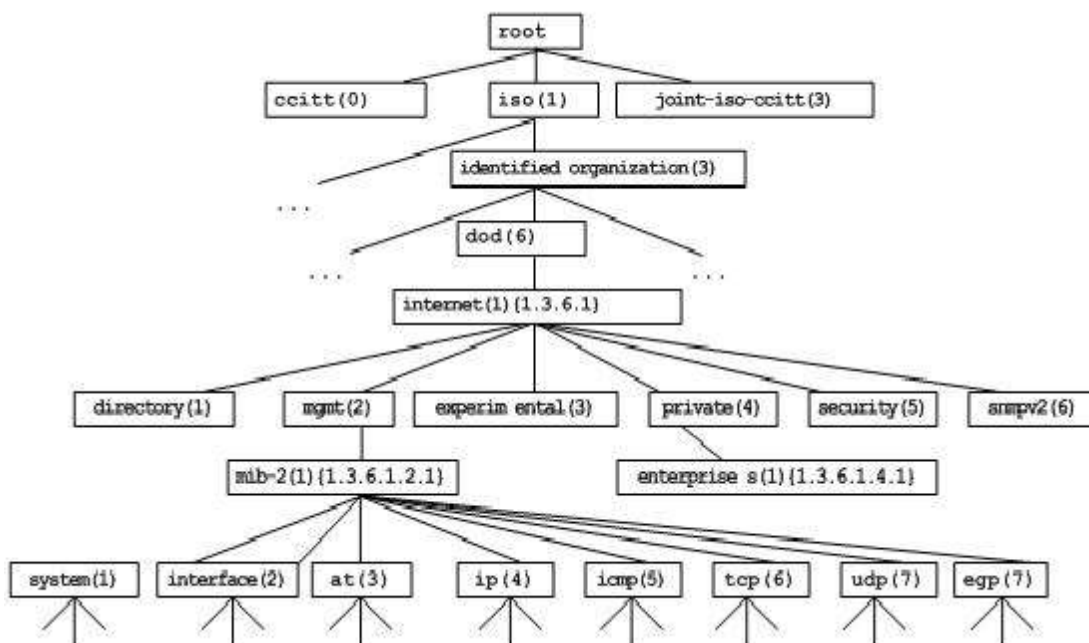 root
ccitt(0) iso(1) joint-iso-ccitt(3)
identified organization(3)
...
dod(6)
... ...
internet(1){1.3.6.1}
directory(1) mgmt(2) experim ental(3) private(4) security(5) snmpv2(6)
mib-2(1){1.3.6.1.2.1} enterprise s(1){1.3.6.1.4.1}
system(1) interface(2) at(3) ip(4) icmp(5) tcp(6) udp(7) egp(7)